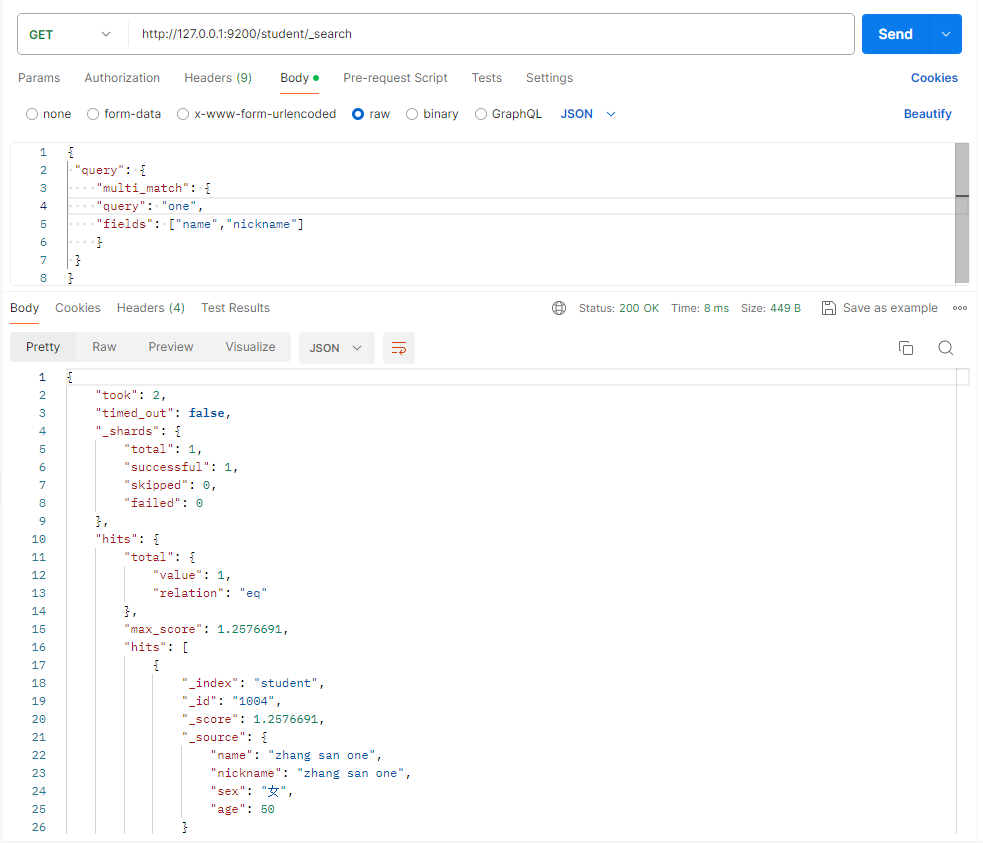 GET http://127.0.0.1:9200/student/_search Send
Params Authorization Headers (9) Body Pre-request Script Tests Settings Cookies
none form-data x-www-form-urlencoded raw binary GraphQL JSON Beautify
1 {
2 "query": {
3 "multi_match": {
4 "query": "one",
5 "fields": ["name","nickname"]
6 }
7 }
8 }
Body Cookies Headers (4) Test Results Status: 200 OK Time: 8 ms Size: 449 B Save as example
Pretty Raw Preview Visualize JSON
1 {
2 "took": 2,
3 "timed_out": false,
4 "_shards": {
5 "total": 1,
6 "successful": 1,
7 "skipped": 0,
8 "failed": 0
9 },
10 "hits": {
11 "total": {
12 "value": 1,
13 "relation": "eq"
14 },
15 "max_score": 1.2576691,
16 "hits": [
17 {
18 "_index": "student",
19 "_id": "1004",
20 "_score": 1.2576691,
21 "_source": {
22 "name": "zhang san one",
23 "nickname": "zhang san one",
24 "sex": "女",
25 "age": 50
26 }